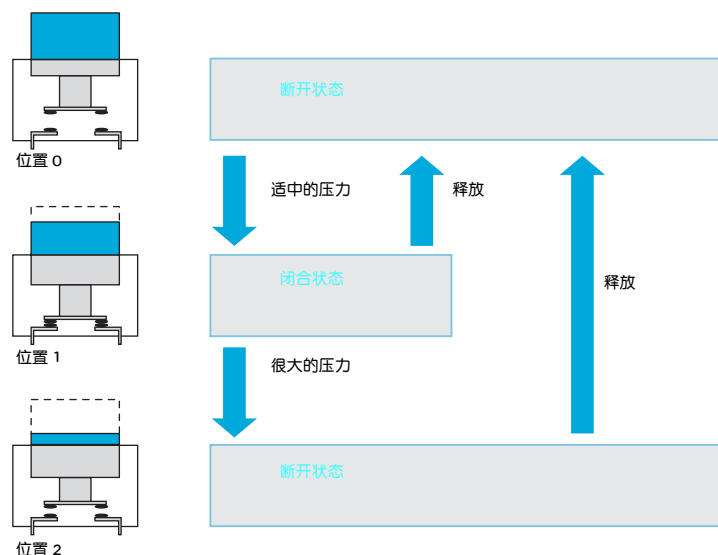 断开状态
位置 0
适中的压力
释放
闭合状态
释放
位置 1
很大的压力
断开状态
位置 2